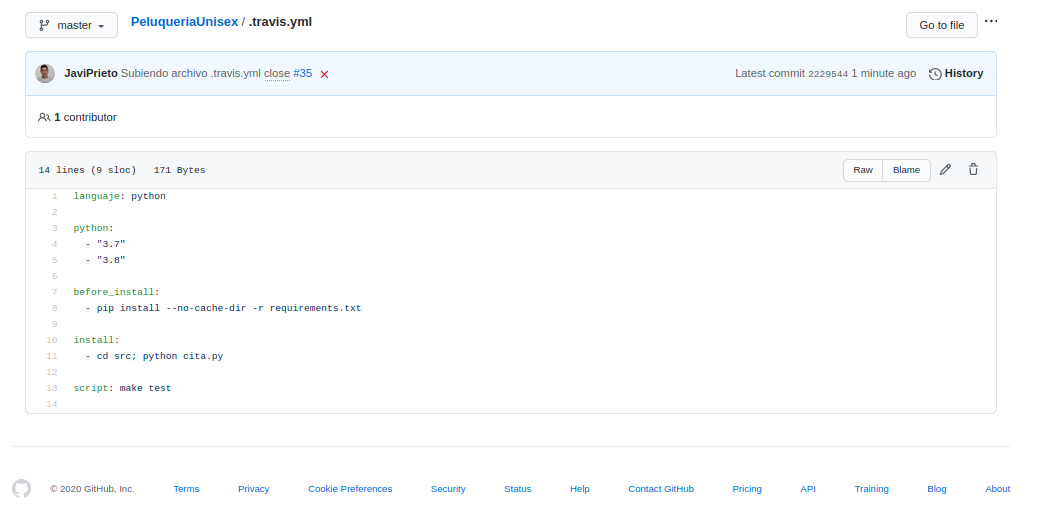 master PeluqueriaUnisex / .travis.yml Go to file ...
JaviPrieto Subiendo archivo .travis.yml close #35 Latest commit 2229544 1 minute ago History
1 contributor
14 lines (9 sloc) 171 Bytes Raw Blame
1 languaje: python
2
3 python:
4 - "3.7"
5 - "3.8"
6
7 before_install:
8 - pip install --no-cache-dir -r requirements.txt
9
10 install:
11 - cd src; python cita.py
12
13 script: make test
14
© 2020 GitHub, Inc. Terms Privacy Cookie Preferences Security Status Help Contact GitHub Pricing API Training Blog About